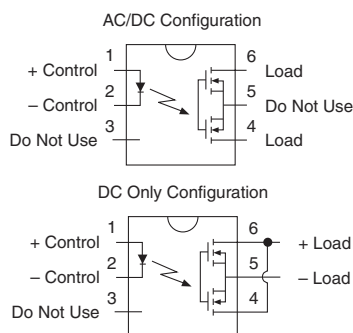 AC/DC Configuration
1 6
+ Control Load
2 5
– Control Do Not Use
3 4
Do Not Use Load
DC Only Configuration
1 6
+ Control + Load
2 5
– Control – Load
3 4
Do Not Use